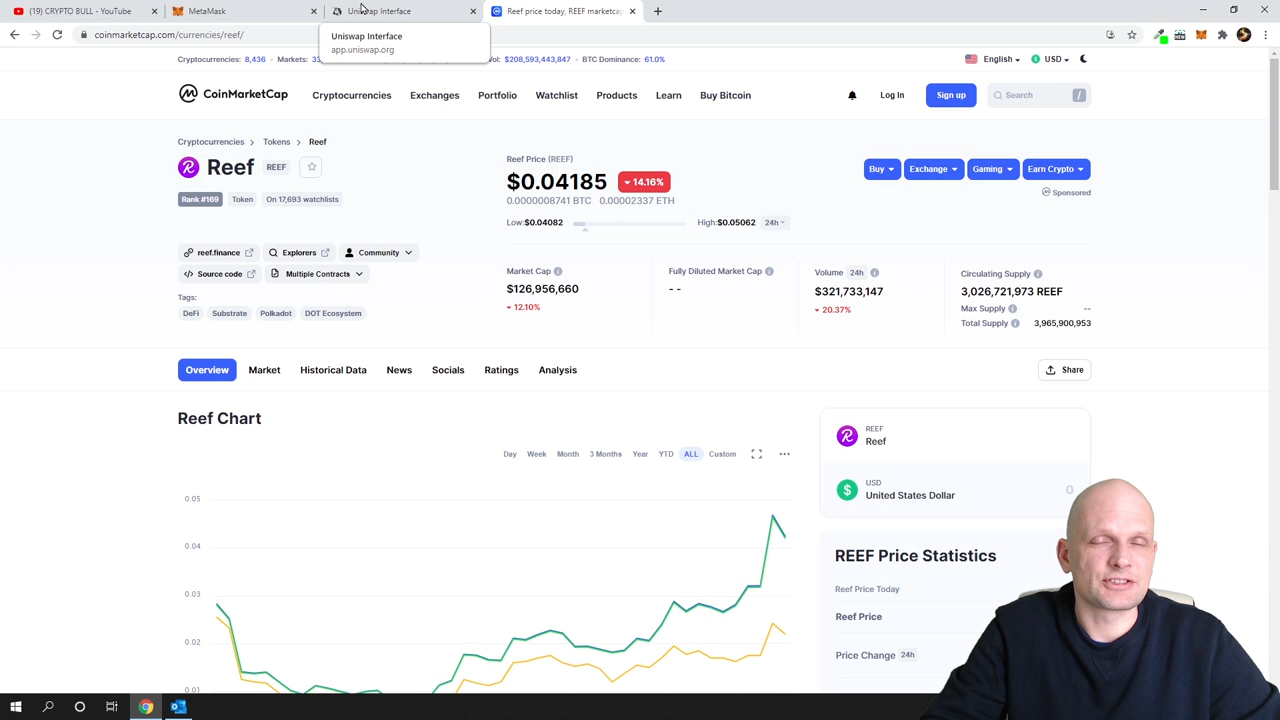 (19) CRYPTO BULL - YouTube
MetaMask
Uniswap Interface
Reef price today, REEF marketcap
coinmarketcap.com/currencies/reef/
Uniswap Interface
app.uniswap.org
Cryptocurrencies: 8,436 Markets: 33
Vol: $208,593,443,847 BTC Dominance: 61.0%
English
USD
CoinMarketCap
Cryptocurrencies
Exchanges
Portfolio
Watchlist
Products
Learn
Buy Bitcoin
Log In
Sign up
Search
/
Cryptocurrencies > Tokens > Reef
Reef REEF
Rank #169
Token
On 17,693 watchlists
Reef Price (REEF)
$0.04185 14.16%
0.0000008741 BTC 0.00002337 ETH
Low:$0.04082
High:$0.05062
24h
Buy
Exchange
Gaming
Earn Crypto
Sponsored
reef.finance
Explorers
Community
Source code
Multiple Contracts
Tags:
DeFi
Substrate
Polkadot
DOT Ecosystem
Market Cap
$126,956,660
12.10%
Fully Diluted Market Cap
- -
Volume 24h
$321,733,147
20.37%
Circulating Supply
3,026,721,973 REEF
Max Supply --
Total Supply 3,965,900,953
Overview
Market
Historical Data
News
Socials
Ratings
Analysis
Share
Reef Chart
Day
Week
Month
3 Months
Year
YTD
ALL
Custom
0.05
0.04
0.03
0.02
0.01
REEF
Reef
USD
United States Dollar
0
REEF Price Statistics
Reef Price Today
Reef Price
Price Change 24h